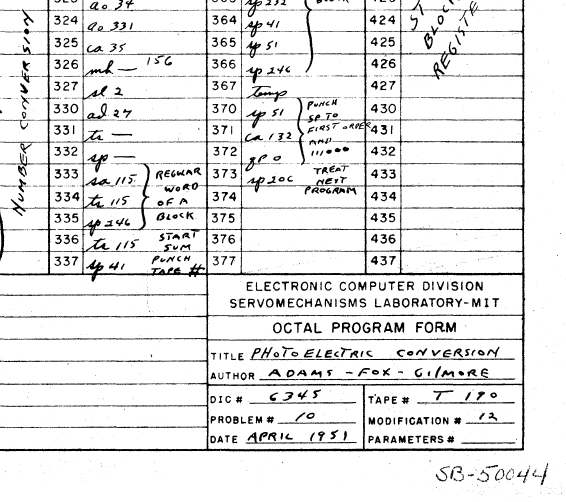 NUMBER CONVERSION
324 ao 331
325 ca 35
326 mh — 156
327 sl 2
330 ad 27
331 ts —
332 sp —
333 sa 115
334 ts 115
335 sp 246
REGULAR
WORD
OF A
BLOCK
336 ts 115 START SUM
337 sp 41 PUNCH TAPE #
364 sp 41
365 sp 51
366 sp 246
367 temp
370 sp 51
371 ca 132
372 qp 0
PUNCH
SP TO
FIRST ORDER
AND
111000
373 sp 206 TREAT
NEXT
PROGRAM
374
375
376
377
424
425
426
427
430
431
432
433
434
435
436
437
BLOCK
REGISTE
ELECTRONIC COMPUTER DIVISION
SERVOMECHANISMS LABORATORY-MIT
OCTAL PROGRAM FORM
TITLE PHOTOELECTRIC CONVERSION
AUTHOR ADAMS - FOX - GILMORE
DIC # 6345
TAPE # T 190
PROBLEM # 10
MODIFICATION # 12
DATE APRIL 1951
PARAMETERS #
SB-50044